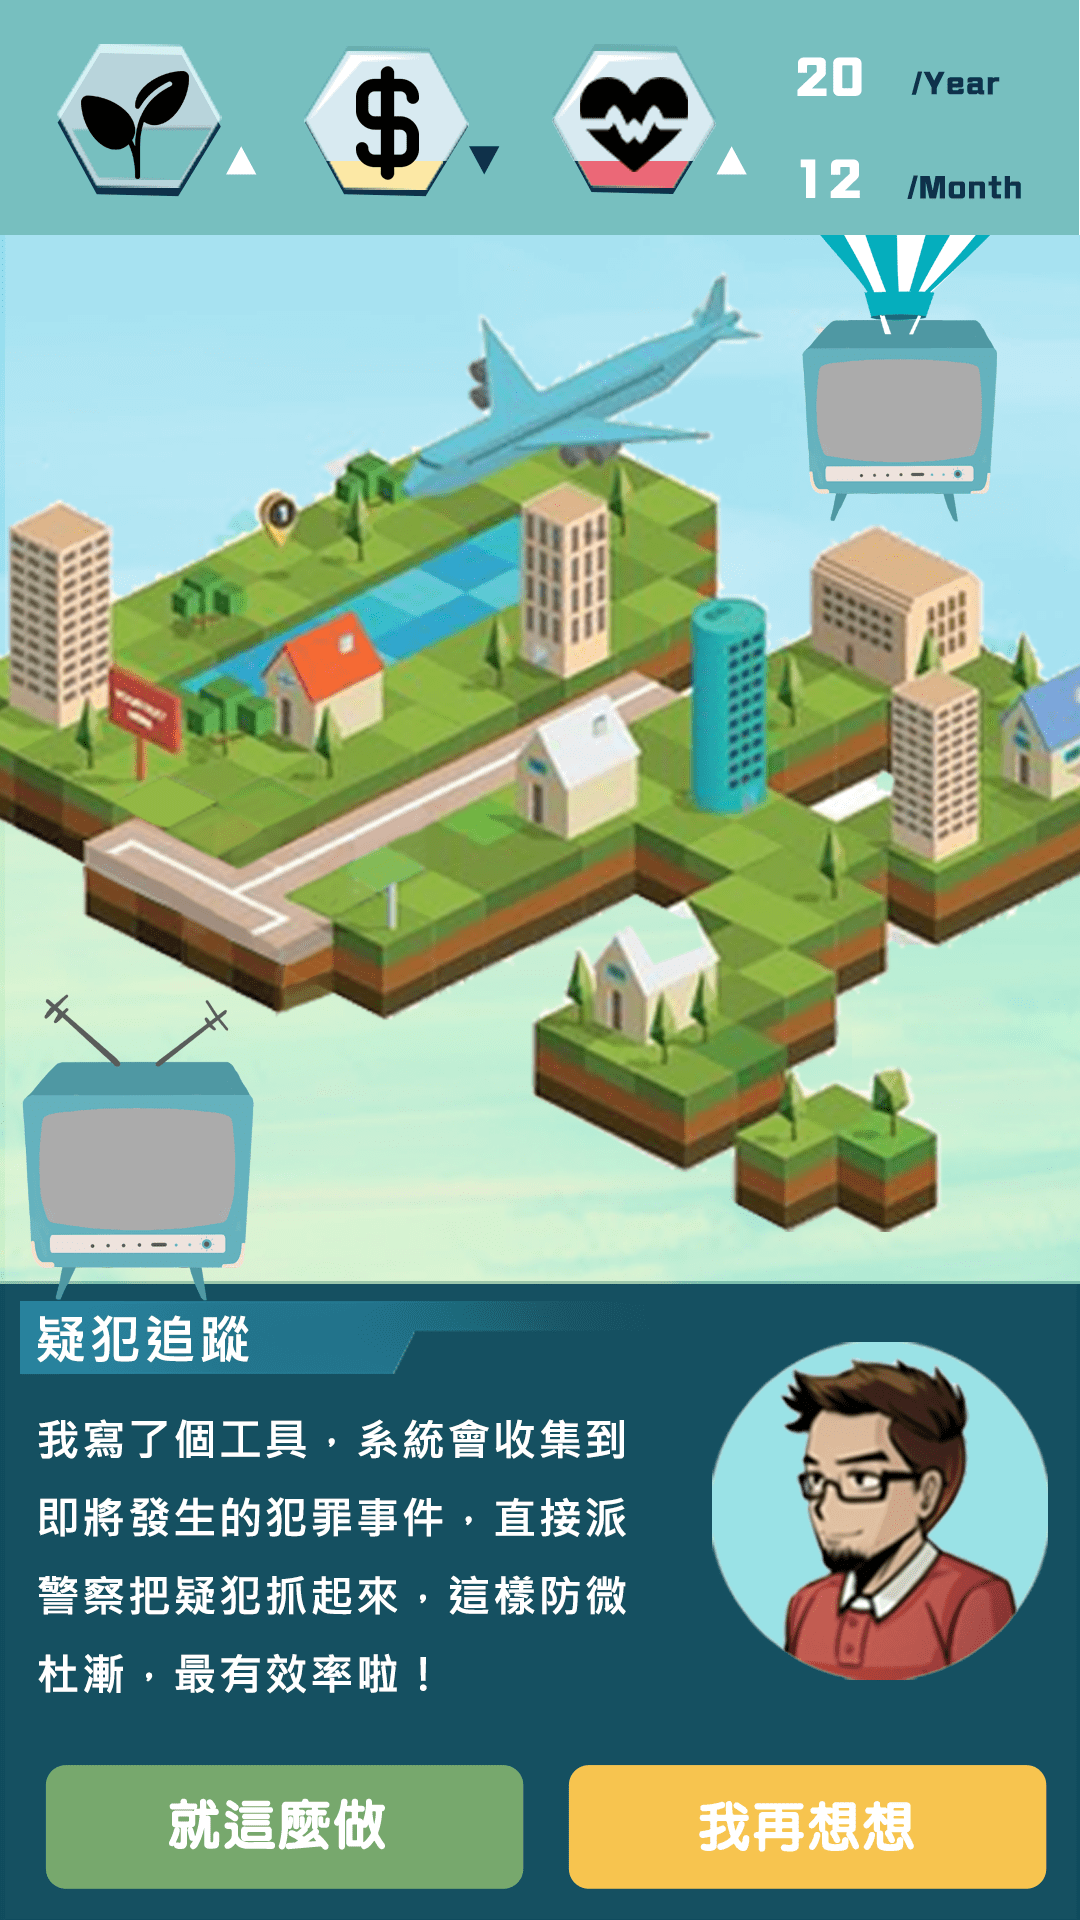 20 /Year
12 /Month
1
疑犯追蹤
我寫了個工具，系統會收集到
即將發生的犯罪事件，直接派
警察把疑犯抓起來，這樣防微
杜漸，最有效率啦！
就這麼做
我再想想